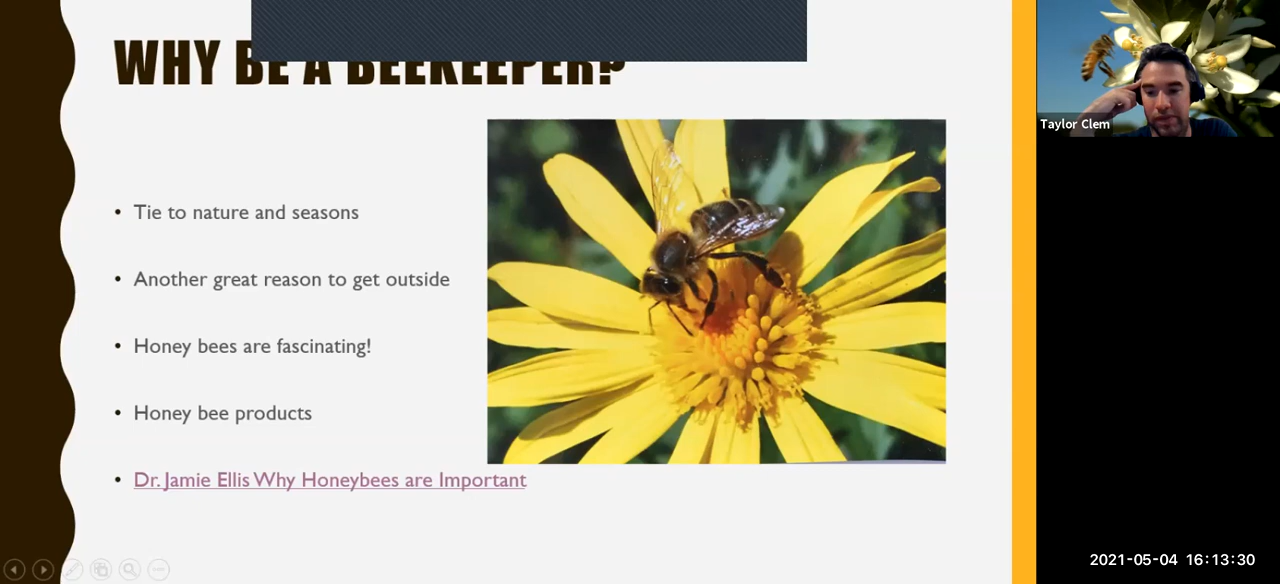 WHY BE A BEEKEEPER?
• Tie to nature and seasons
• Another great reason to get outside
• Honey bees are fascinating!
• Honey bee products
• Dr. Jamie Ellis Why Honeybees are Important
Taylor Clem
2021-05-04 16:13:30